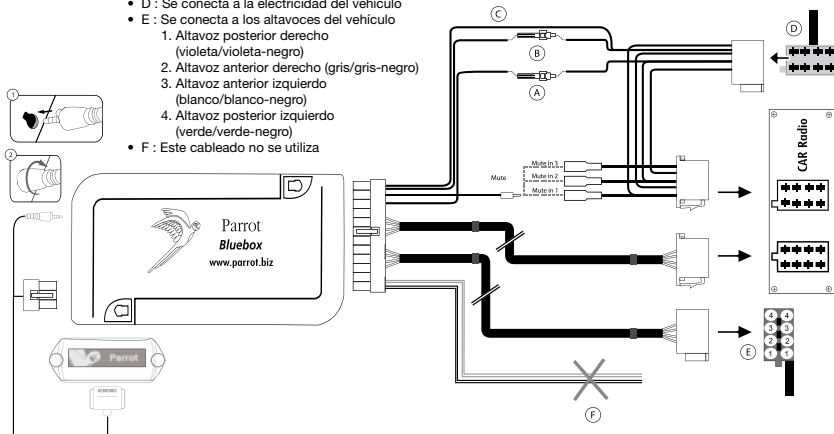 • D : Se conecta a la electricidad del vehículo
• E : Se conecta a los altavoces del vehículo
1. Altavoz posterior derecho
(violeta/violeta-negro)
2. Altavoz anterior derecho (gris/gris-negro)
3. Altavoz anterior izquierdo
(blanco/blanco-negro)
4. Altavoz posterior izquierdo
(verde/verde-negro)
• F : Este cableado no se utiliza
C
B
A
D
1
2
Mute
Mute in 3
Mute in 2
Mute in 1
CAR Radio
Parrot
Bluebox
www.parrot.biz
Parrot
4 4
3 3
2 2
1 1
E
F